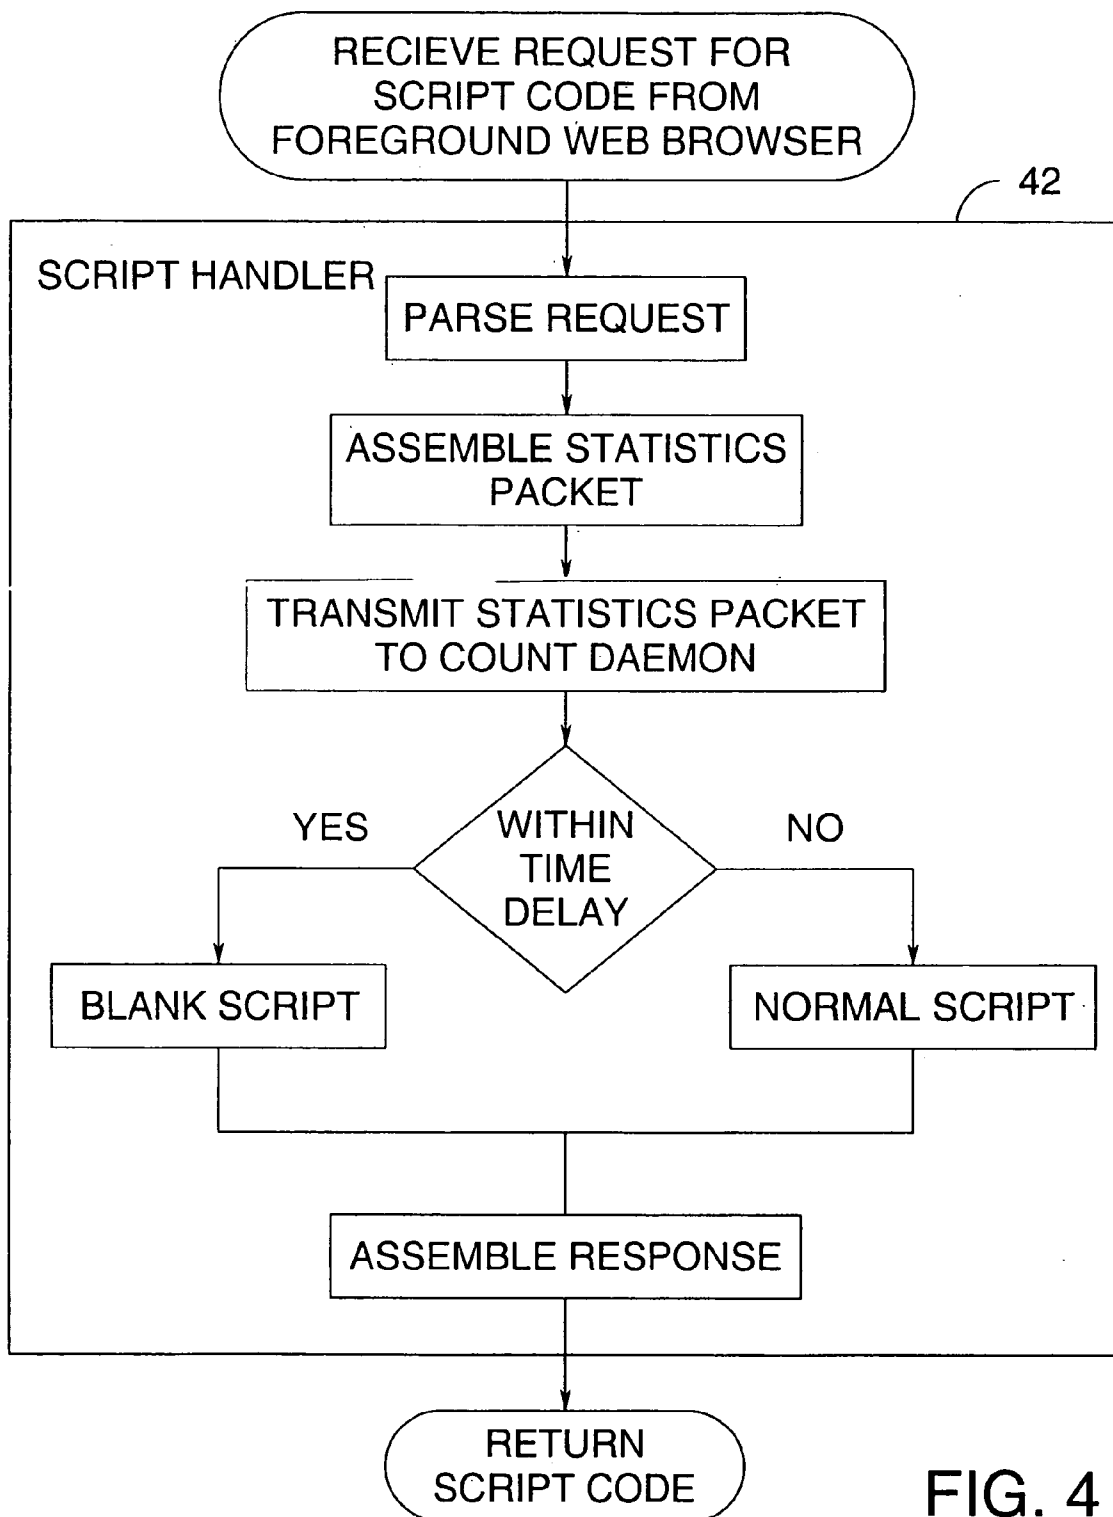 RECIEVE REQUEST FOR
SCRIPT CODE FROM
FOREGROUND WEB BROWSER
42
SCRIPT HANDLER
PARSE REQUEST
ASSEMBLE STATISTICS
PACKET
TRANSMIT STATISTICS PACKET
TO COUNT DAEMON
YES
WITHIN
TIME
DELAY
NO
BLANK SCRIPT
NORMAL SCRIPT
ASSEMBLE RESPONSE
RETURN
SCRIPT CODE
FIG. 4